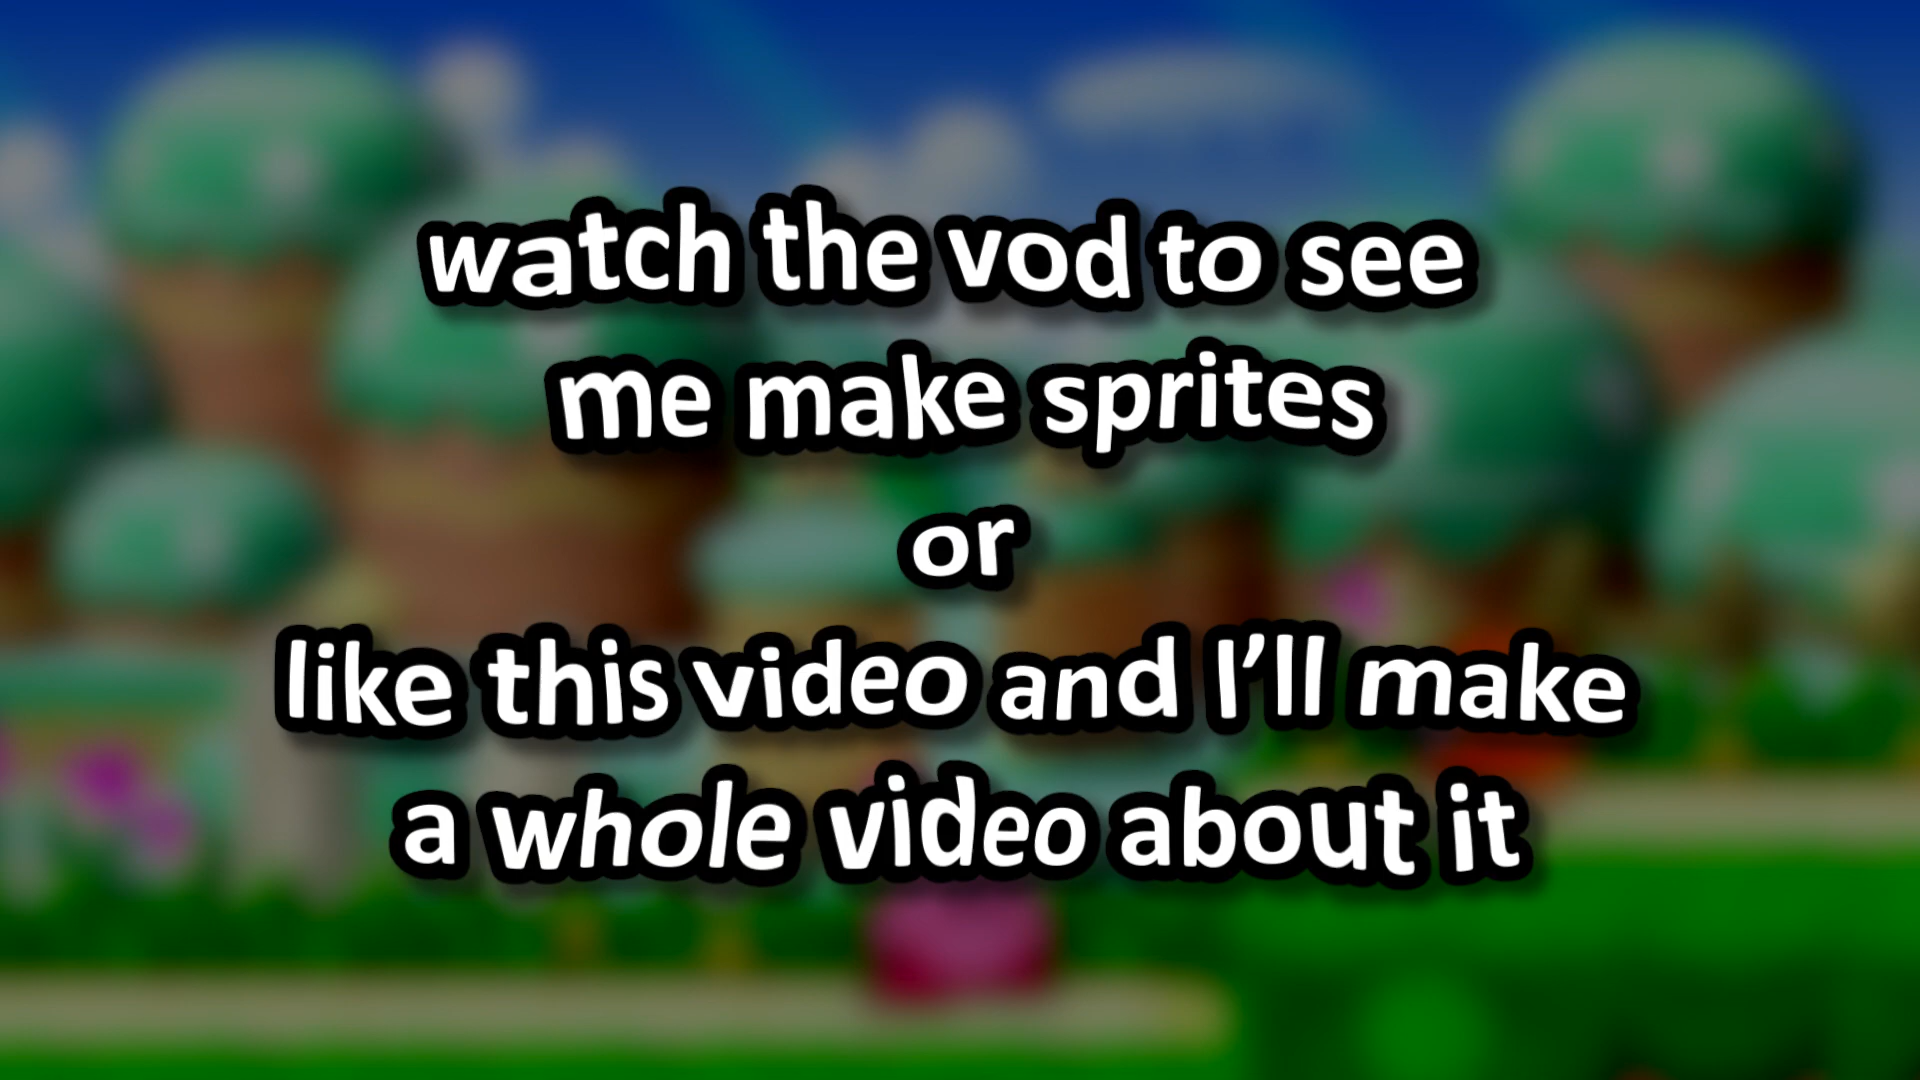 watch the vod to see
me make sprites
or
like this video and I’ll make
a whole video about it